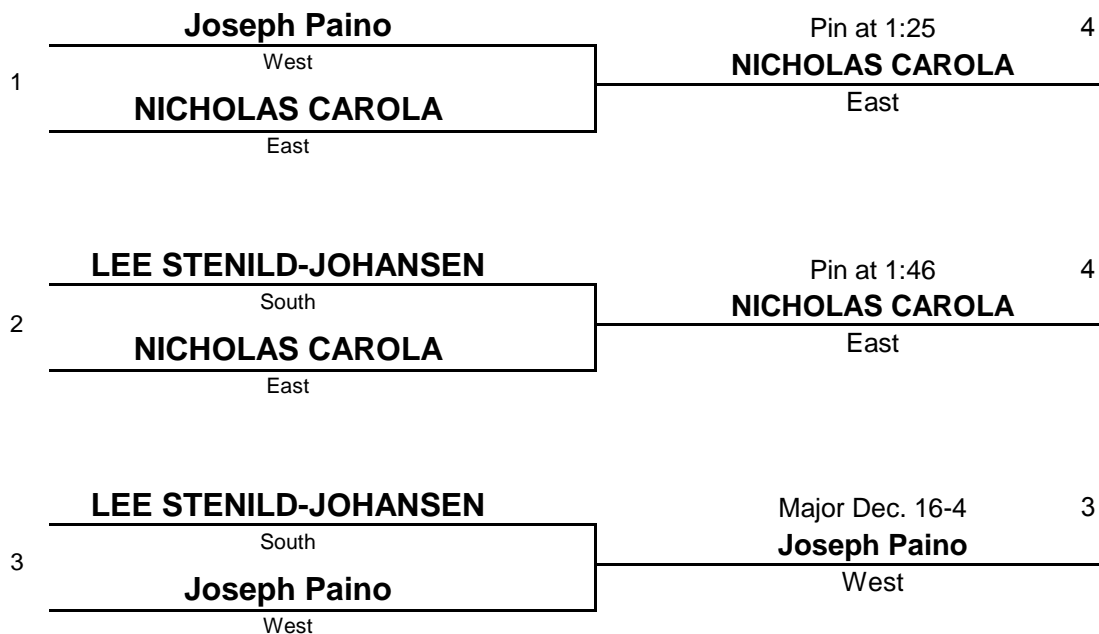 Joseph Paino
West
1
NICHOLAS CAROLA
East
Pin at 1:25 4
NICHOLAS CAROLA
East
LEE STENILD-JOHANSEN
South
2
NICHOLAS CAROLA
East
Pin at 1:46 4
NICHOLAS CAROLA
East
LEE STENILD-JOHANSEN
South
3
Joseph Paino
West
Major Dec. 16-4 3
Joseph Paino
West